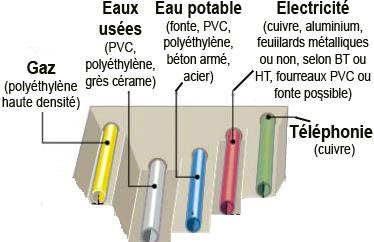 Gaz
(polyéthylène
haute densité)
Eaux
usées
(PVC,
polyéthylène,
grès cérame)
Eau potable
(fonte, PVC,
polyéthylène,
béton armé,
acier)
Electricité
(cuivre, aluminium,
feuiilards métalliques
ou non, selon BT ou
HT, fourreaux PVC ou
fonte possible)
Téléphonie
(cuivre)